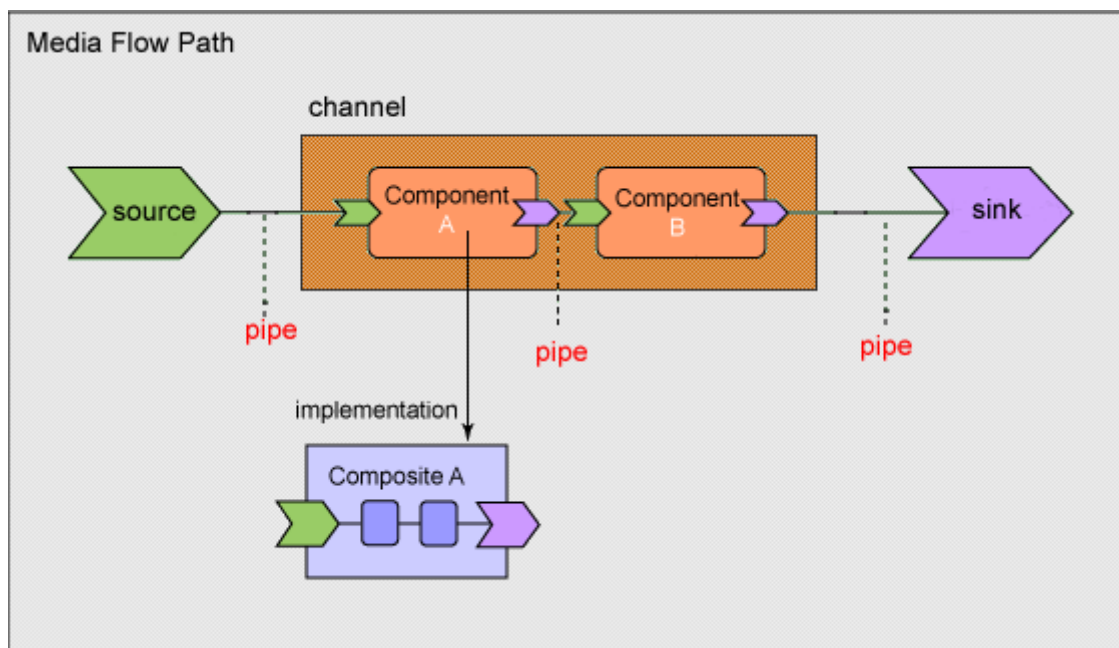 Media Flow Path
channel
source
Component
A
Component
B
sink
pipe
pipe
pipe
implementation
Composite A